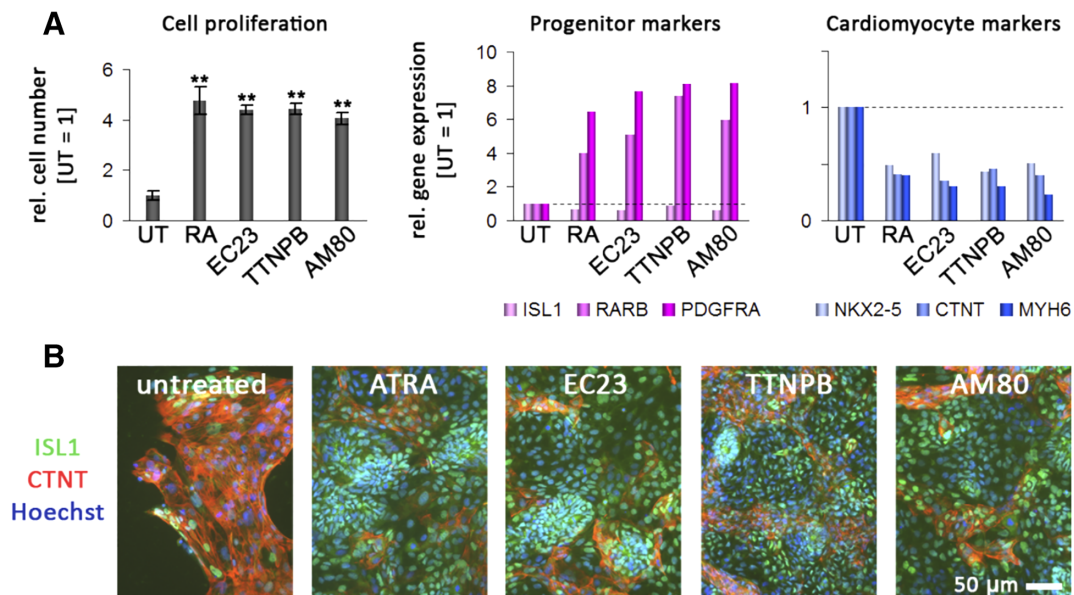 A
Cell proliferation
rel. cell number
[UT = 1]
6
4
2
0
**
**
**
**
UT
RA
EC23
TTNPB
AM80
Progenitor markers
rel. gene expression
[UT = 1]
10
8
6
4
2
0
UT
RA
EC23
TTNPB
AM80
ISL1 RARB PDGFRA
Cardiomyocyte markers
1
0
UT
RA
EC23
TTNPB
AM80
NKX2-5 CTNT MYH6
B
ISL1
CTNT
Hoechst
untreated
ATRA
EC23
TTNPB
AM80
50 µm